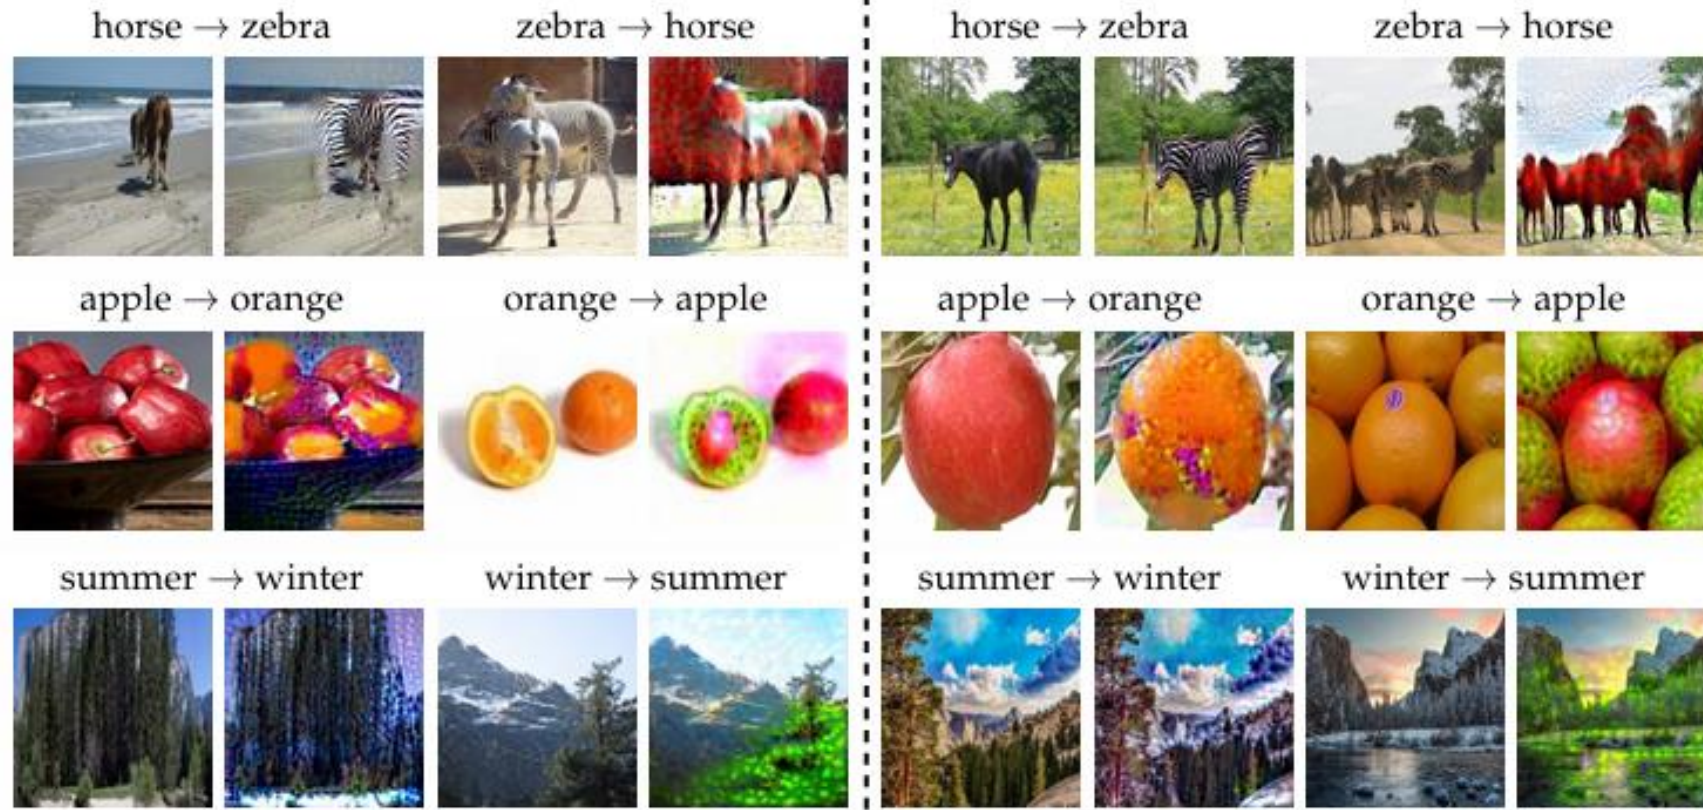 horse → zebra zebra → horse horse → zebra zebra → horse
apple → orange orange → apple apple → orange orange → apple
summer → winter winter → summer summer → winter winter → summer